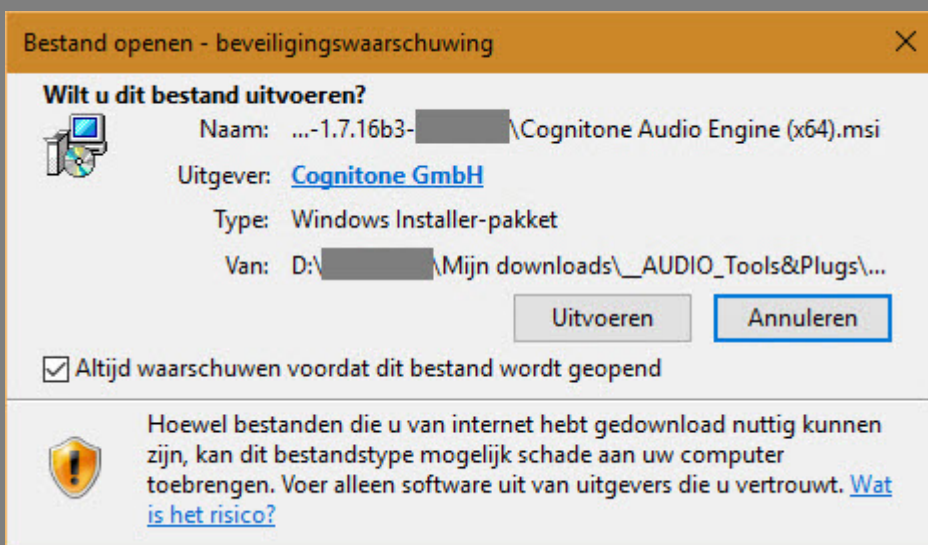 Bestand openen - beveiligingswaarschuwing
Wilt u dit bestand uitvoeren?
Naam: ...-1.7.16b3- \Cognitone Audio Engine (x64).msi
Uitgever: Cognitone GmbH
Type: Windows Installer-pakket
Van: D:\ \Mijn downloads\__AUDIO_Tools&Plugs\...
Uitvoeren Annuleren
Altijd waarschuwen voordat dit bestand wordt geopend
Hoewel bestanden die u van internet hebt gedownload nuttig kunnen
zijn, kan dit bestandstype mogelijk schade aan uw computer
toebrengen. Voer alleen software uit van uitgevers die u vertrouwt. Wat
is het risico?